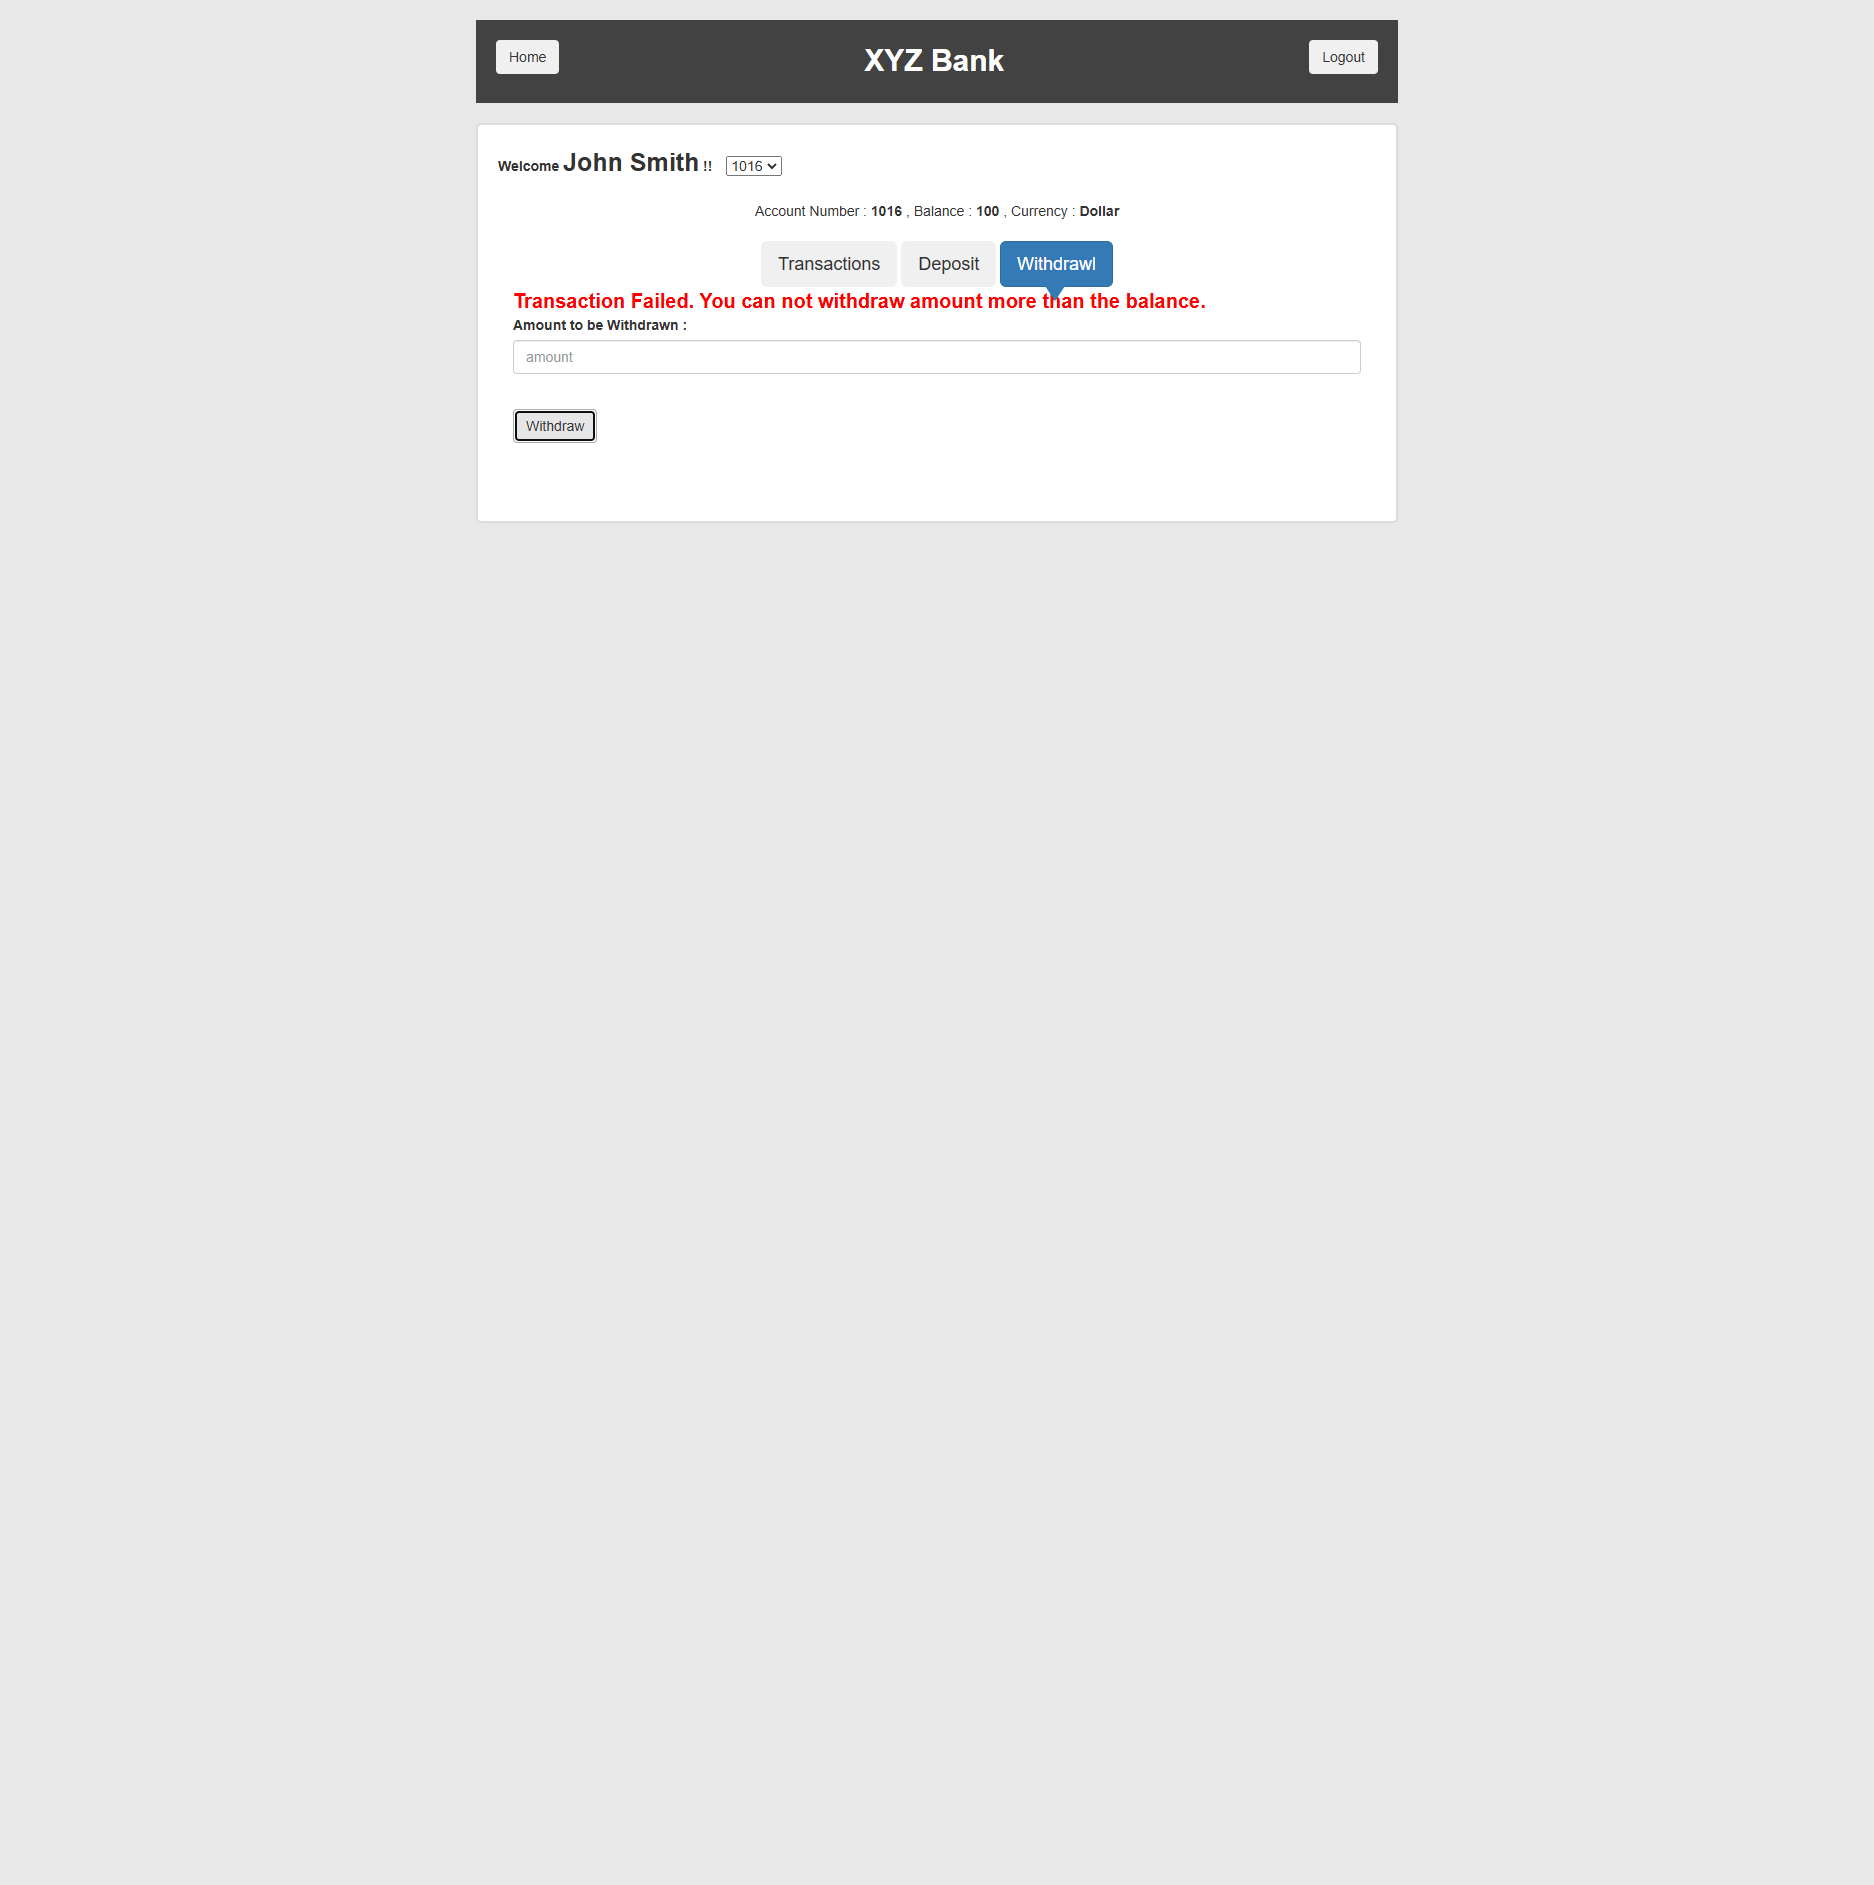 Home
XYZ Bank
Logout
Welcome John Smith !! 1016
Account Number : 1016 , Balance : 100 , Currency : Dollar
Transactions
Deposit
Withdrawl
Transaction Failed. You can not withdraw amount more than the balance.
Amount to be Withdrawn :
amount
Withdraw